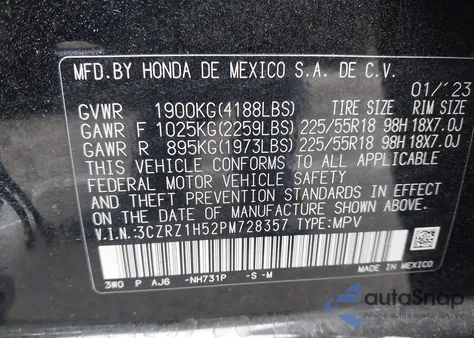 MFD.BY HONDA DE MEXICO S.A. DE C.V.
01/'23
GVWR 1900KG(4188LBS) TIRE SIZE RIM SIZE
GAWR F 1025KG(2259LBS) 225/55R18 98H 18X7.0J
GAWR R 895KG(1973LBS) 225/55R18 98H 18X7.0J
THIS VEHICLE CONFORMS TO ALL APPLICABLE
FEDERAL MOTOR VEHICLE SAFETY
AND THEFT PREVENTION STANDARDS IN EFFECT
ON THE DATE OF MANUFACTURE SHOWN ABOVE.
V.I.N.:3CZRZ1H52PM728357 TYPE:MPV
3W0 P AJ6 -NH731P -S-M
MEXICO
autoSnap